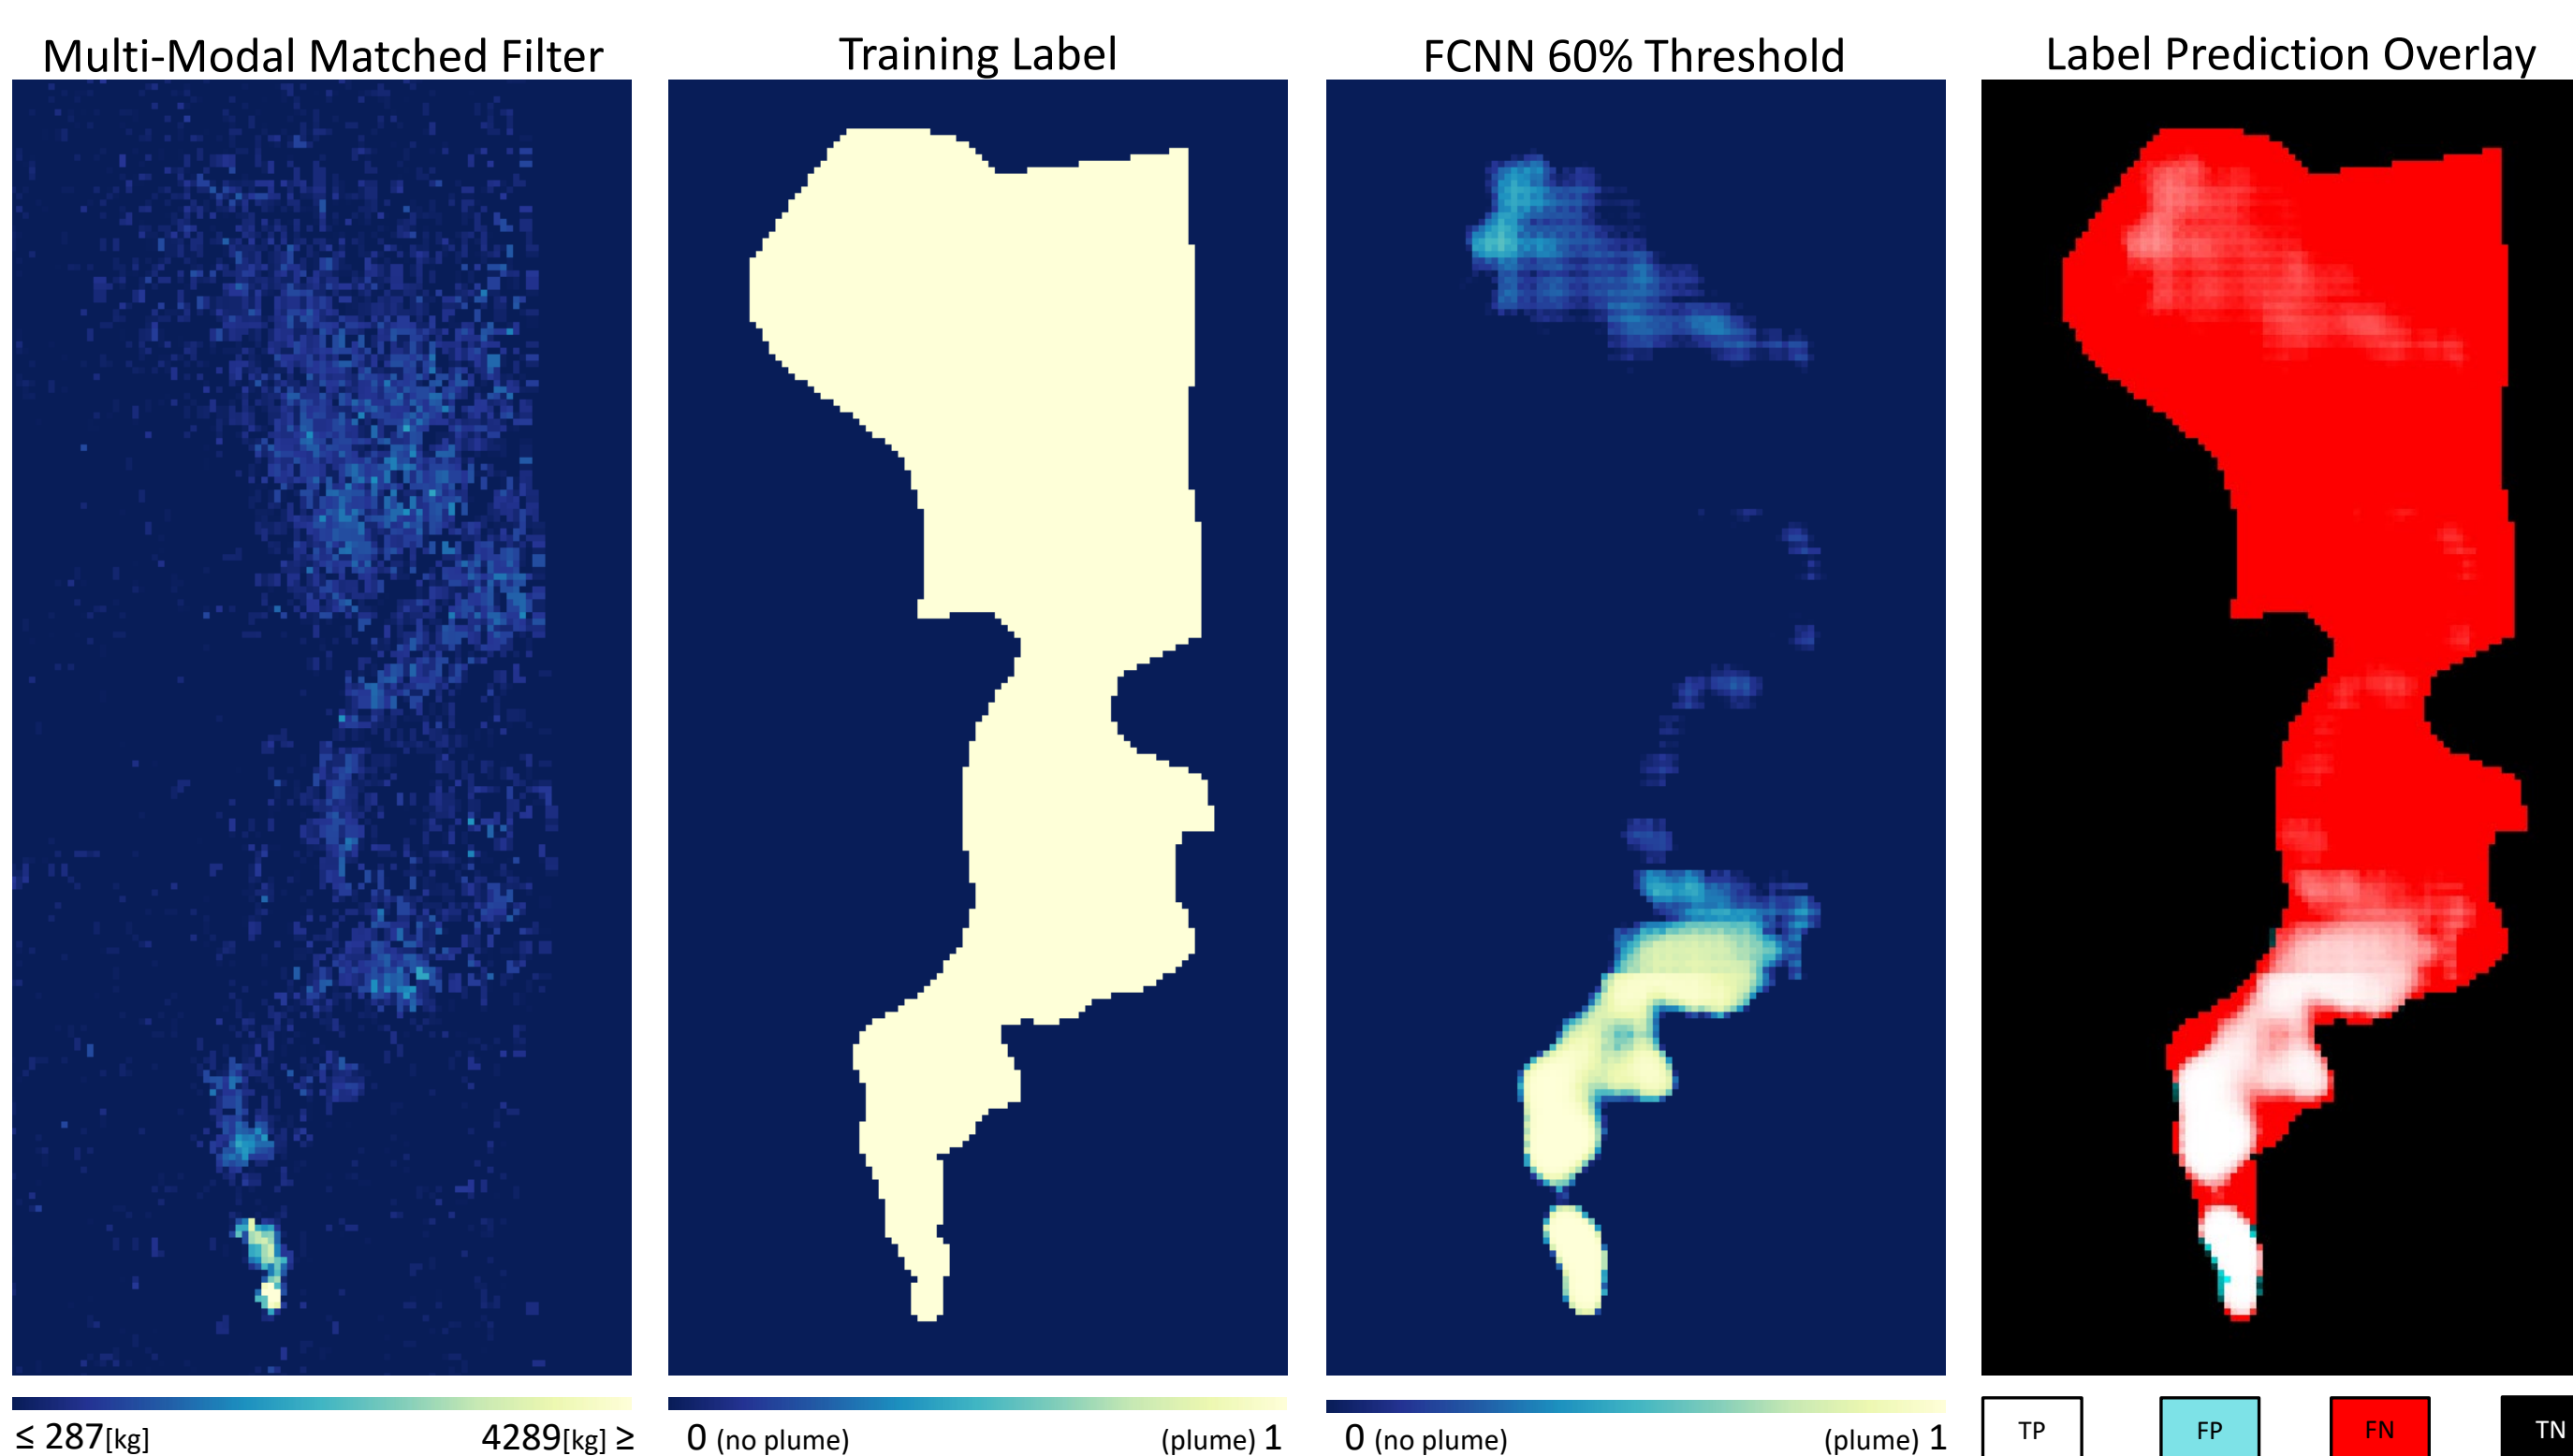 Multi-Modal Matched Filter
Training Label
FCNN 60% Threshold
Label Prediction Overlay
≤ 287[kg]
4289[kg] ≥
0 (no plume)
(plume) 1
0 (no plume)
(plume) 1
TP
FP
FN
TN